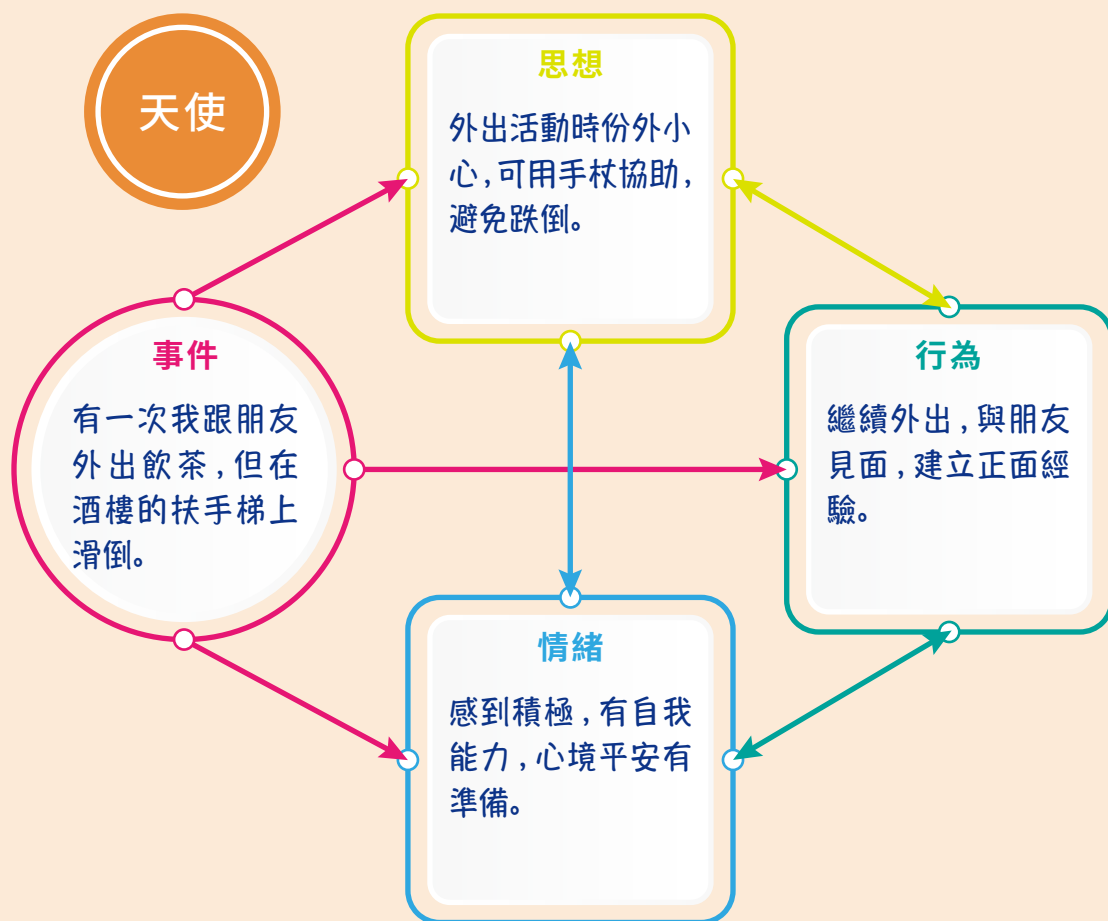 天使
思想
外出活動時份外小
心,可用手杖協助,
避免跌倒。
事件
有一次我跟朋友
外出飲茶,但在
酒樓的扶手梯上
滑倒。
行為
繼續外出,與朋友
見面,建立正面經
驗。
情緒
感到積極,有自我
能力,心境平安有
準備。